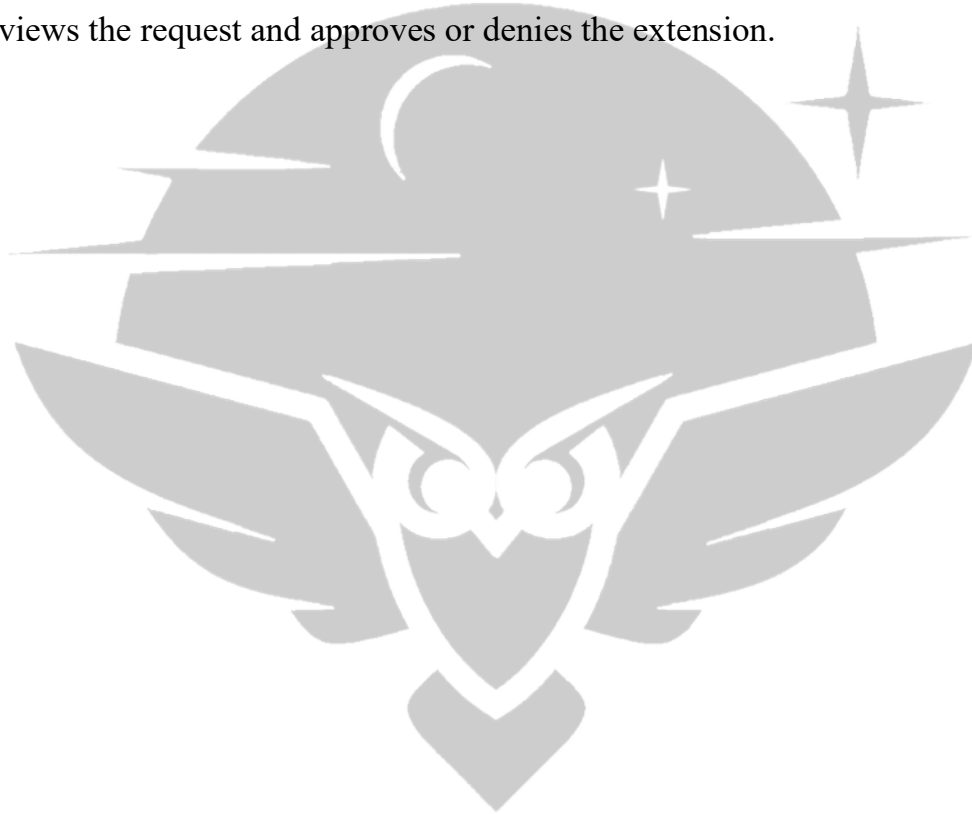 views the request and approves or denies the extension.